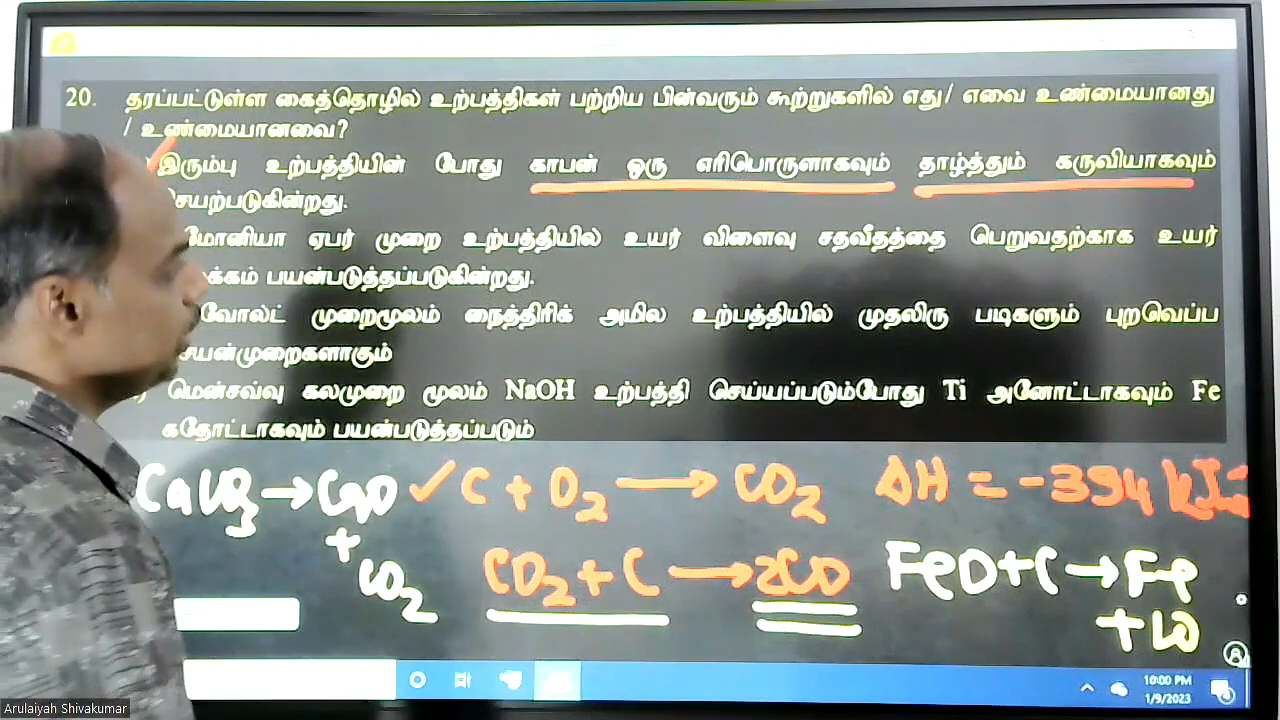 20. தரப்பட்டுள்ள கைத்தொழில் உற்பத்திகள் பற்றிய பின்வரும் கூற்றுகளில் எது/ எவை உண்மையானது
/ உண்மையானவை?
இரும்பு உற்பத்தியின் போது காபன் ஒரு எரிபொருளாகவும் தாழ்த்தும் கருவியாகவும்
செயற்படுகின்றது.
ஏபர் முறை உற்பத்தியில் உயர் விளைவு சதவீதத்தை பெறுவதற்காக உயர்
பயன்படுத்தப்படுகின்றது.
முறைமூலம் நைத்திரிக் அமில உற்பத்தியில் முதலிரு படிகளும் புறவெப்ப
செயன்முறைகளாகும்
மென்சவ்வு கலமுறை மூலம் NaOH உற்பத்தி செய்யப்படும்போது Ti அனோட்டாகவும் Fe
கதோட்டாகவும் பயன்படுத்தப்படும்
CaCO3 → CaO ✓ C + O2 → CO2 ΔH = -394 kJ
+ CO2 CO2 + C → 2CO FeO + C → Fe
+ CO
10:00 PM
1/9/2023
Arulaiyah Shivakumar